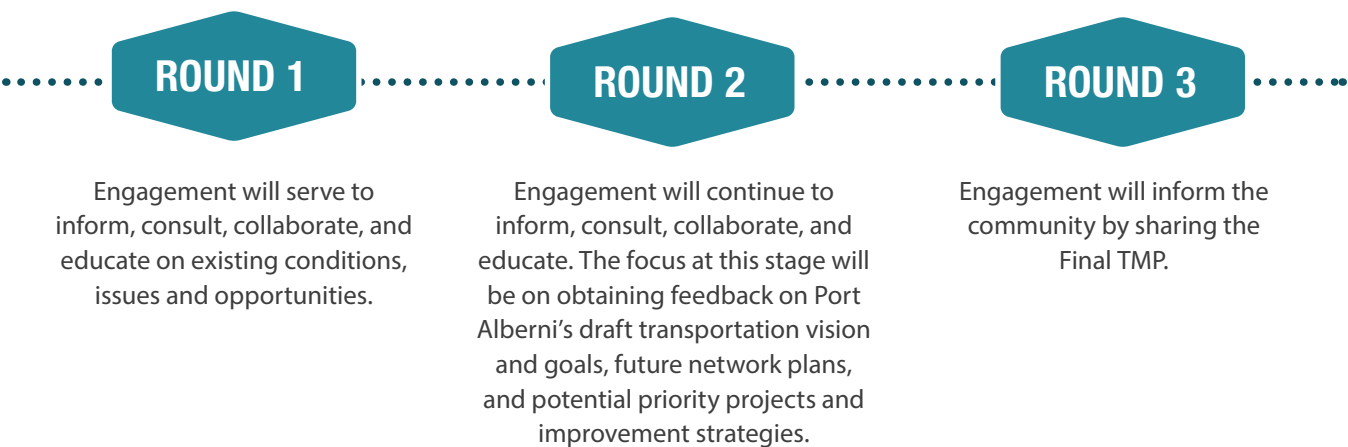 ROUND 1
Engagement will serve to
inform, consult, collaborate, and
educate on existing conditions,
issues and opportunities.
ROUND 2
Engagement will continue to
inform, consult, collaborate, and
educate. The focus at this stage will
be on obtaining feedback on Port
Alberni’s draft transportation vision
and goals, future network plans,
and potential priority projects and
improvement strategies.
ROUND 3
Engagement will inform the
community by sharing the
Final TMP.